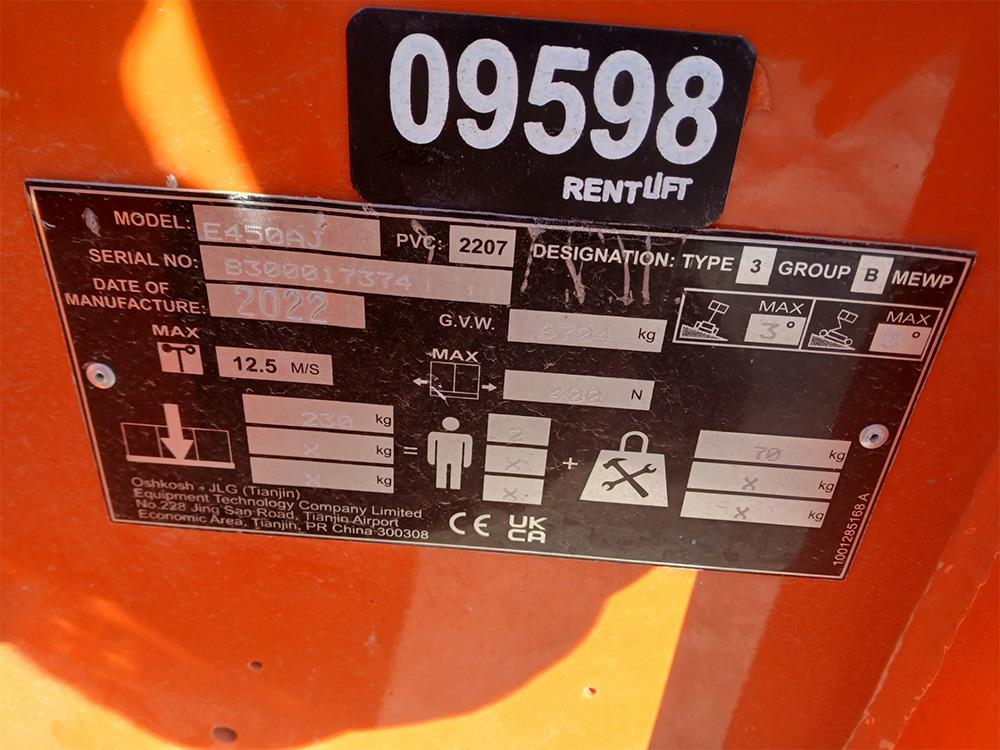 09598
RENTLIFT
MODEL: E450AJ PVC: 2207 DESIGNATION: TYPE 3 GROUP B MEWP
SERIAL NO: B300017374
DATE OF
MANUFACTURE: 2022
G.V.W. 6704 kg
MAX 3° MAX 3°
MAX
12.5 M/S
MAX
400 N
230 kg = 2 + 70 kg
X kg X X kg
X kg X X kg
Oshkosh - JLG (Tianjin)
Equipment Technology Company Limited
No.228 Jing San Road, Tianjin Airport
Economic Area, Tianjin, PR China 300308
CE UK
CA
1001285168 A